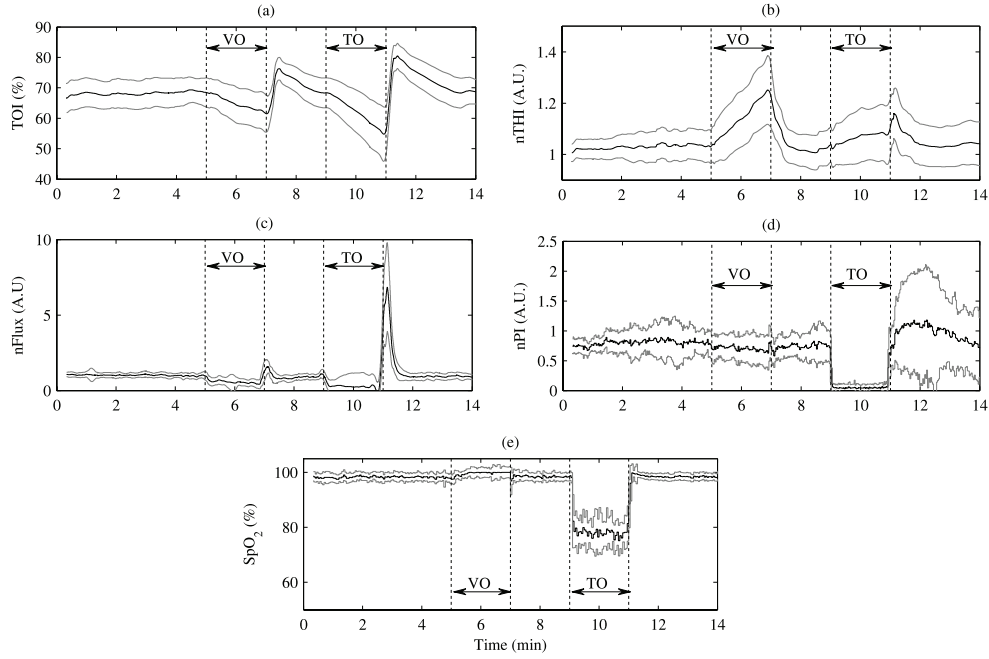 (a)
TOI (%)
90
80
70
60
50
40
VO
TO
0 2 4 6 8 10 12 14
(b)
nTHI (A.U.)
1.4
1.2
1
VO
TO
0 2 4 6 8 10 12 14
(c)
nFlux (A.U)
10
5
0
VO
TO
0 2 4 6 8 10 12 14
(d)
nPI (A.U.)
2.5
2
1.5
1
0.5
0
VO
TO
0 2 4 6 8 10 12 14
(e)
SpO2 (%)
100
80
60
VO
TO
0 2 4 6 8 10 12 14
Time (min)